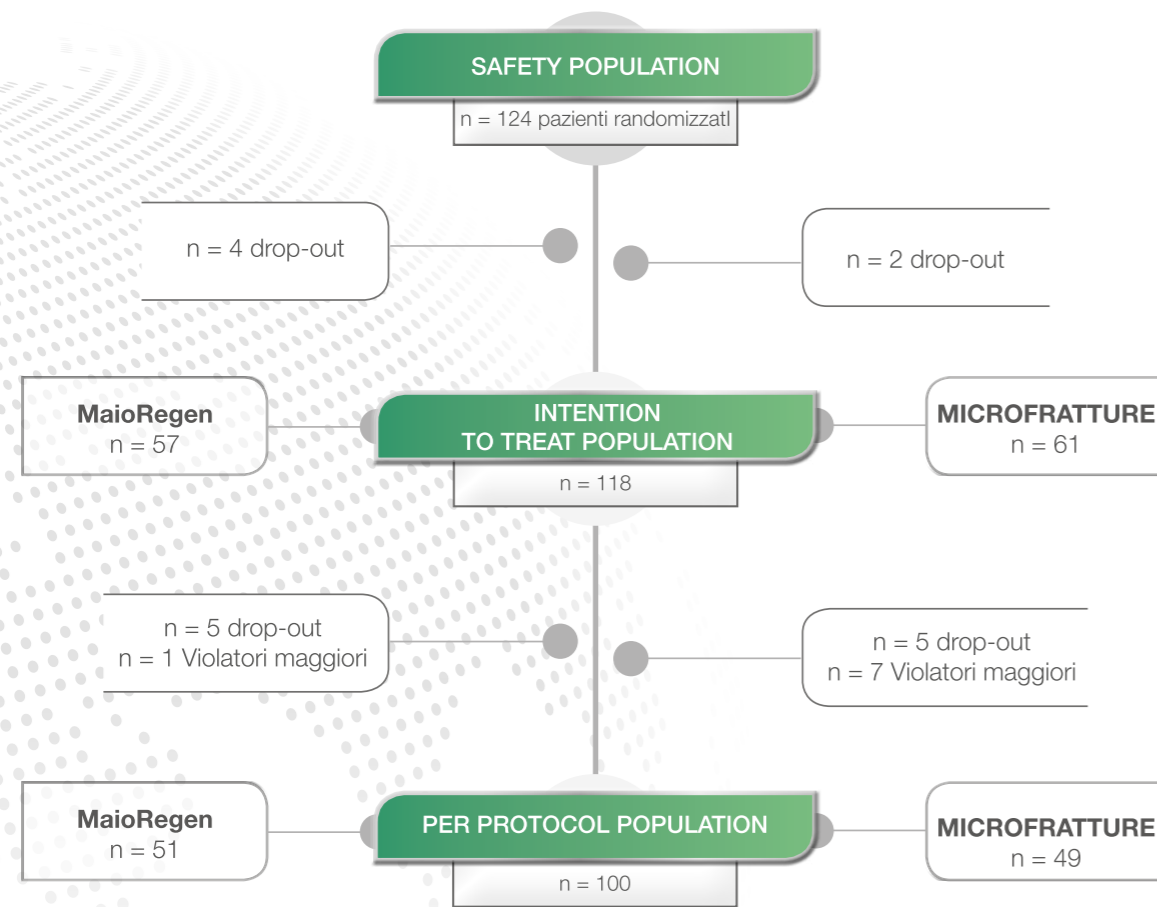 SAFETY POPULATION
n = 124 pazienti randomizzatI
n = 4 drop-out
n = 2 drop-out
MaioRegen
n = 57
INTENTION
TO TREAT POPULATION
n = 118
MICROFRATTURE
n = 61
n = 5 drop-out
n = 1 Violatori maggiori
n = 5 drop-out
n = 7 Violatori maggiori
MaioRegen
n = 51
PER PROTOCOL POPULATION
n = 100
MICROFRATTURE
n = 49